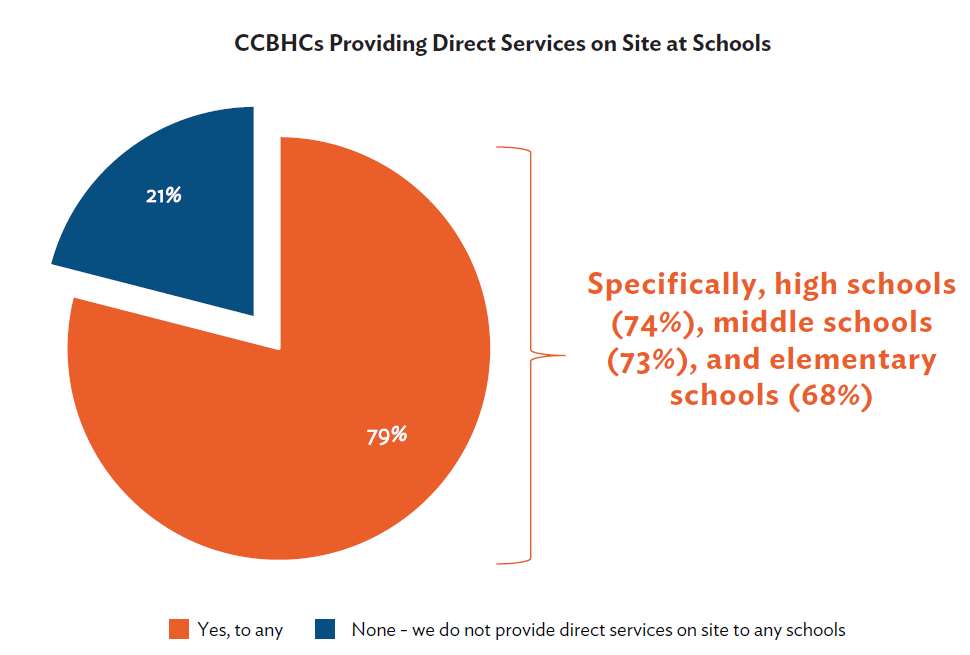 CCBHCs Providing Direct Services on Site at Schools
21%
Specifically, high schools
(74%), middle schools
(73%), and elementary
schools (68%)
79%
Yes, to any
None - we do not provide direct services on site to any schools